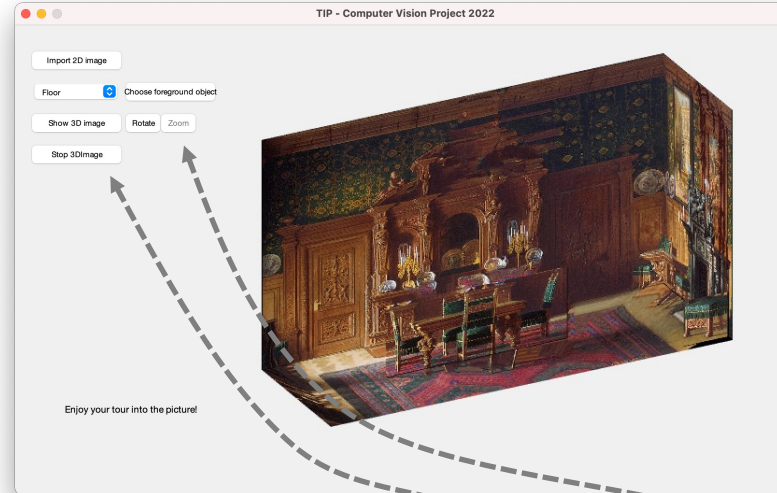 TIP - Computer Vision Project 2022
Import 2D image
Floor
Choose foreground object
Show 3D image
Rotate
Zoom
Stop 3DImage
Enjoy your tour into the picture!